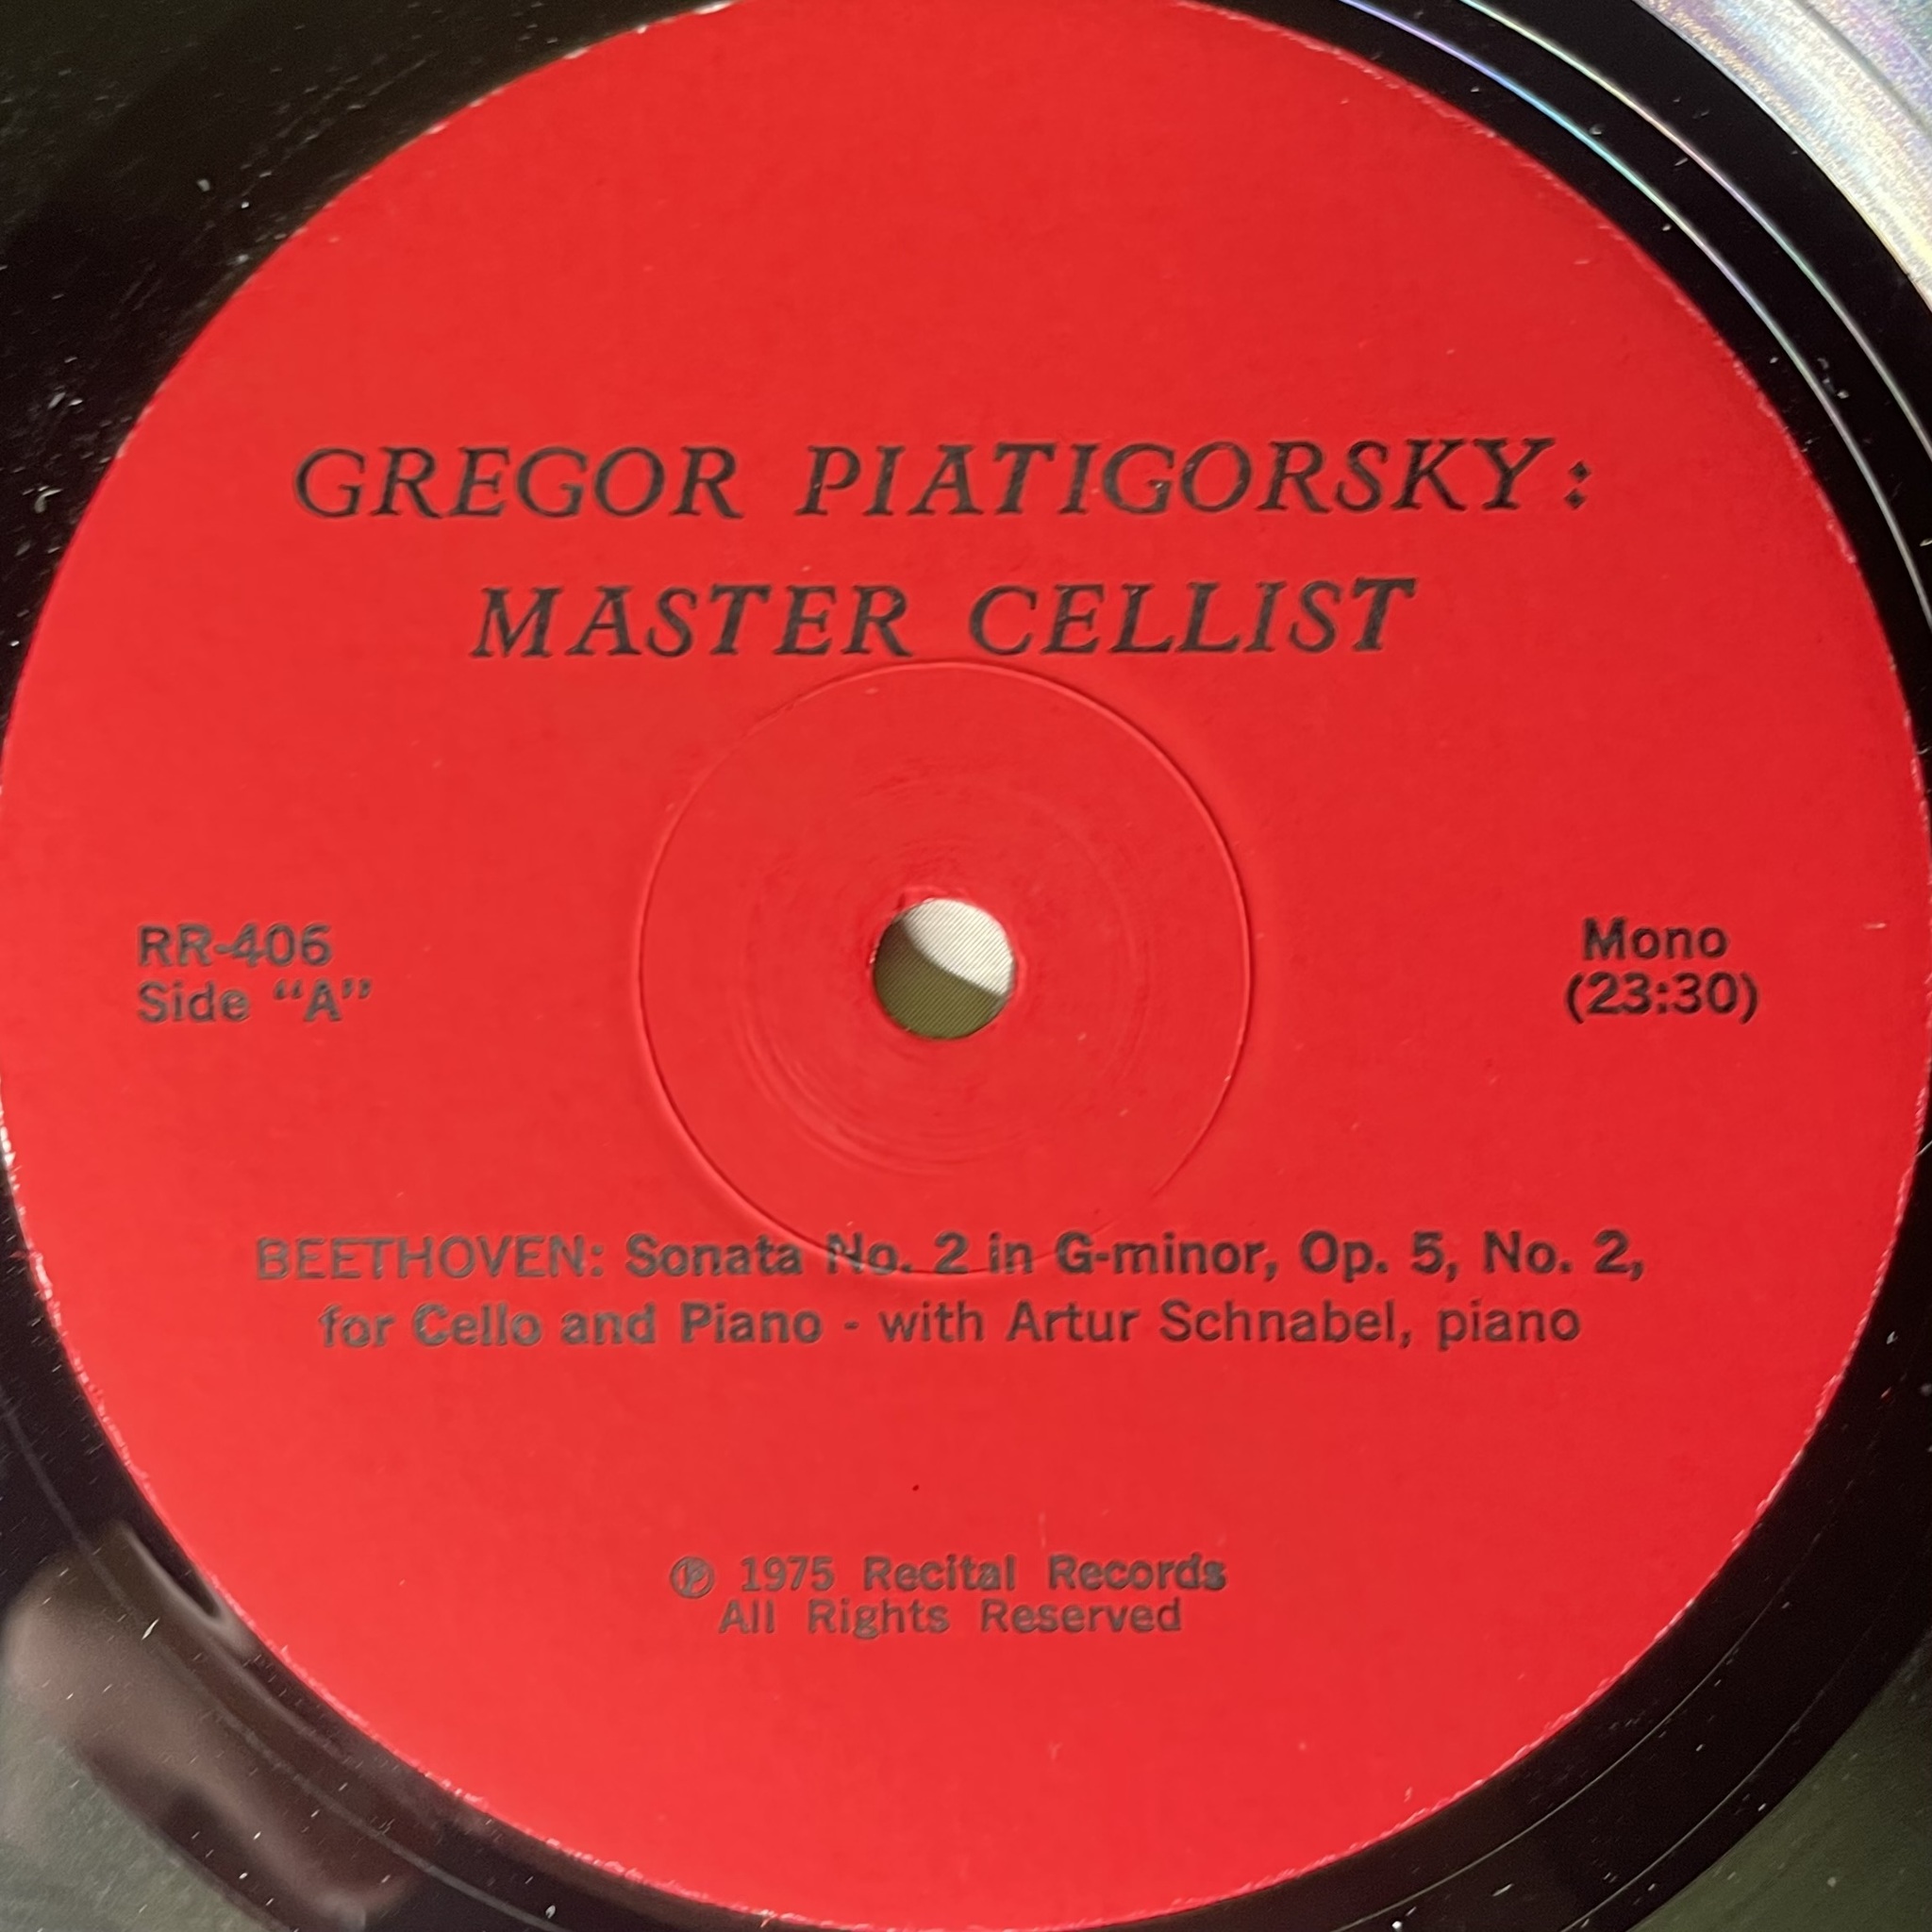 GREGOR PIATIGORSKY:
MASTER CELLIST
RR-406
Side “A”
Mono
(23:30)
BEETHOVEN: Sonata No. 2 in G-minor, Op. 5, No. 2,
for Cello and Piano - with Artur Schnabel, piano
℗ 1975 Recital Records
All Rights Reserved